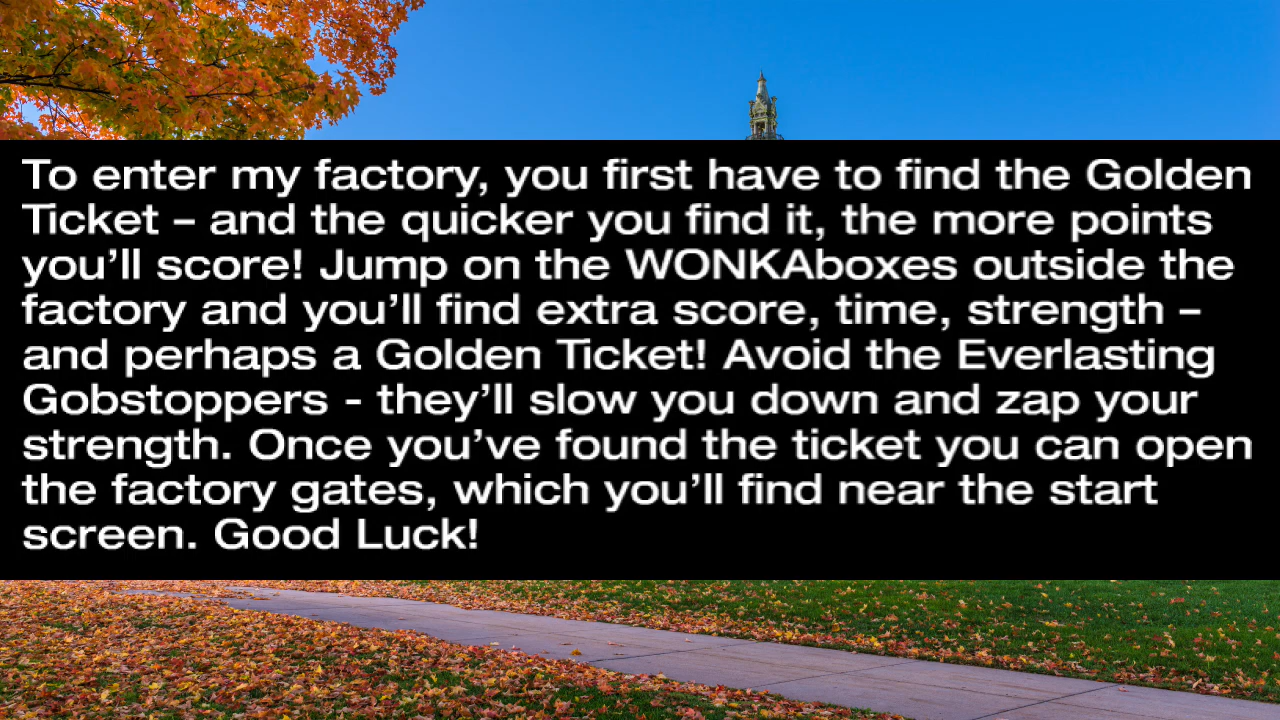 To enter my factory, you first have to find the Golden
Ticket – and the quicker you find it, the more points
you’ll score! Jump on the WONKAboxes outside the
factory and you’ll find extra score, time, strength –
and perhaps a Golden Ticket! Avoid the Everlasting
Gobstoppers - they’ll slow you down and zap your
strength. Once you’ve found the ticket you can open
the factory gates, which you’ll find near the start
screen. Good Luck!